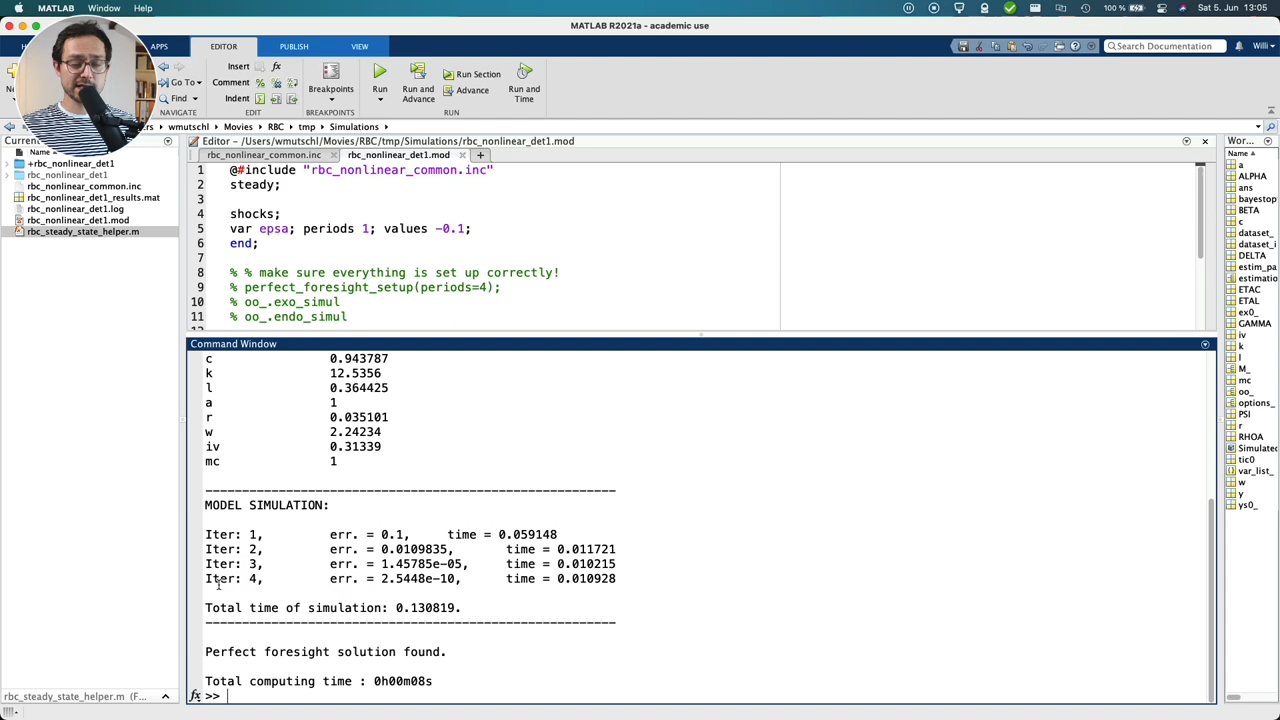 MATLAB
Window
Help
Sat 5. Jun 13:05
MATLAB R2021a - academic use
APPS
EDITOR
PUBLISH
VIEW
Search Documentation
Willi
Insert
fx
Go To
Comment
Find
Indent
Breakpoints
Run
Run and
Advance
Run Section
Advance
Run and
Time
NAVIGATE
EDIT
BREAKPOINTS
RUN
wmutschl
Movies
RBC
tmp
Simulations
Name
+rbc_nonlinear_det1
rbc_nonlinear_det1
rbc_nonlinear_common.inc
rbc_nonlinear_det1_results.mat
rbc_nonlinear_det1.log
rbc_nonlinear_det1.mod
rbc_steady_state_helper.m
rbc_steady_state_helper.m (F...
Editor - /Users/wmutschl/Movies/RBC/tmp/Simulations/rbc_nonlinear_det1.mod
rbc_nonlinear_common.inc
rbc_nonlinear_det1.mod
1 @#include "rbc_nonlinear_common.inc"
2 steady;
3
4 shocks;
5 var epsa; periods 1; values -0.1;
6 end;
7
8 % % make sure everything is set up correctly!
9 % perfect_foresight_setup(periods=4);
10 % oo_.exo_simul
11 % oo_.endo_simul
Command Window
c 0.943787
k 12.5356
l 0.364425
a 1
r 0.035101
w 2.24234
iv 0.31339
mc 1
--------------------------------------------------------
MODEL SIMULATION:
Iter: 1, err. = 0.1, time = 0.059148
Iter: 2, err. = 0.0109835, time = 0.011721
Iter: 3, err. = 1.45785e-05, time = 0.010215
Iter: 4, err. = 2.5448e-10, time = 0.010928
Total time of simulation: 0.130819.
--------------------------------------------------------
Perfect foresight solution found.
Total computing time : 0h00m08s
fx >>
Wor...
Name
a
ALPHA
ans
bayestop
BETA
c
dataset_
dataset_i
DELTA
estim_pa
estimatio
ETAC
ETAL
ex0_
GAMMA
iv
k
l
M_
mc
oo_
options_
PSI
r
RHOA
Simulated
tic0
var_list_
w
y
ys0_